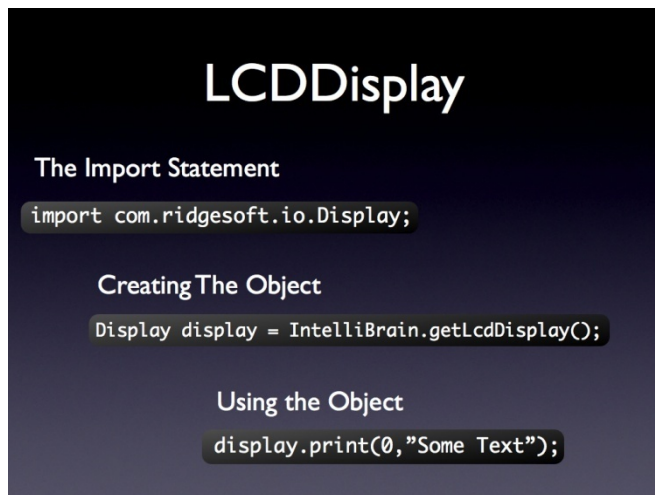 LCDDisplay
The Import Statement
import com.ridgesoft.io.Display;
Creating The Object
Display display = IntelliBrain.getLcdDisplay();
Using the Object
display.print(0,”Some Text”);